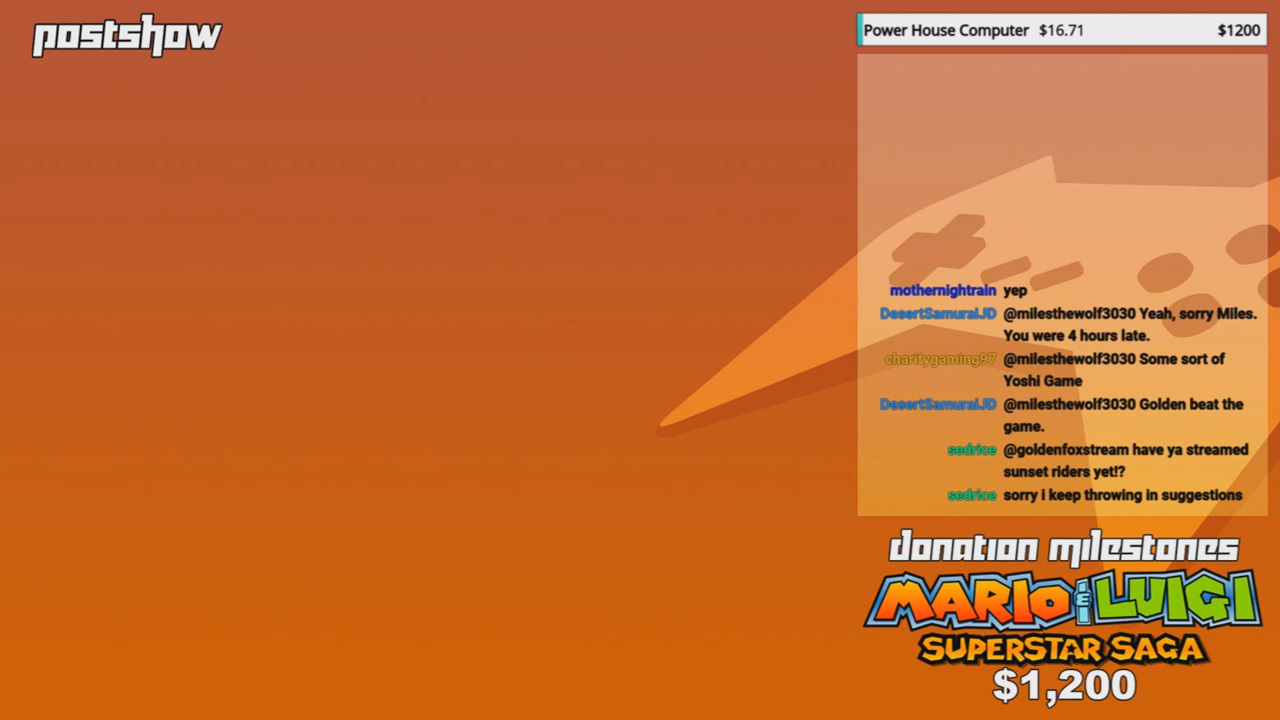 postshow
Power House Computer $16.71 $1200
mothernightrain yep
DesertSamuraiJD @milesthewolf3030 Yeah, sorry Miles.
You were 4 hours late.
charitygaming97 @milesthewolf3030 Some sort of
Yoshi Game
DesertSamuraiJD @milesthewolf3030 Golden beat the
game.
sedrice @goldenfoxstream have ya streamed
sunset riders yet!?
sedrice sorry i keep throwing in suggestions
donation milestones
MARIO & LUIGI
SUPERSTAR SAGA
$1,200